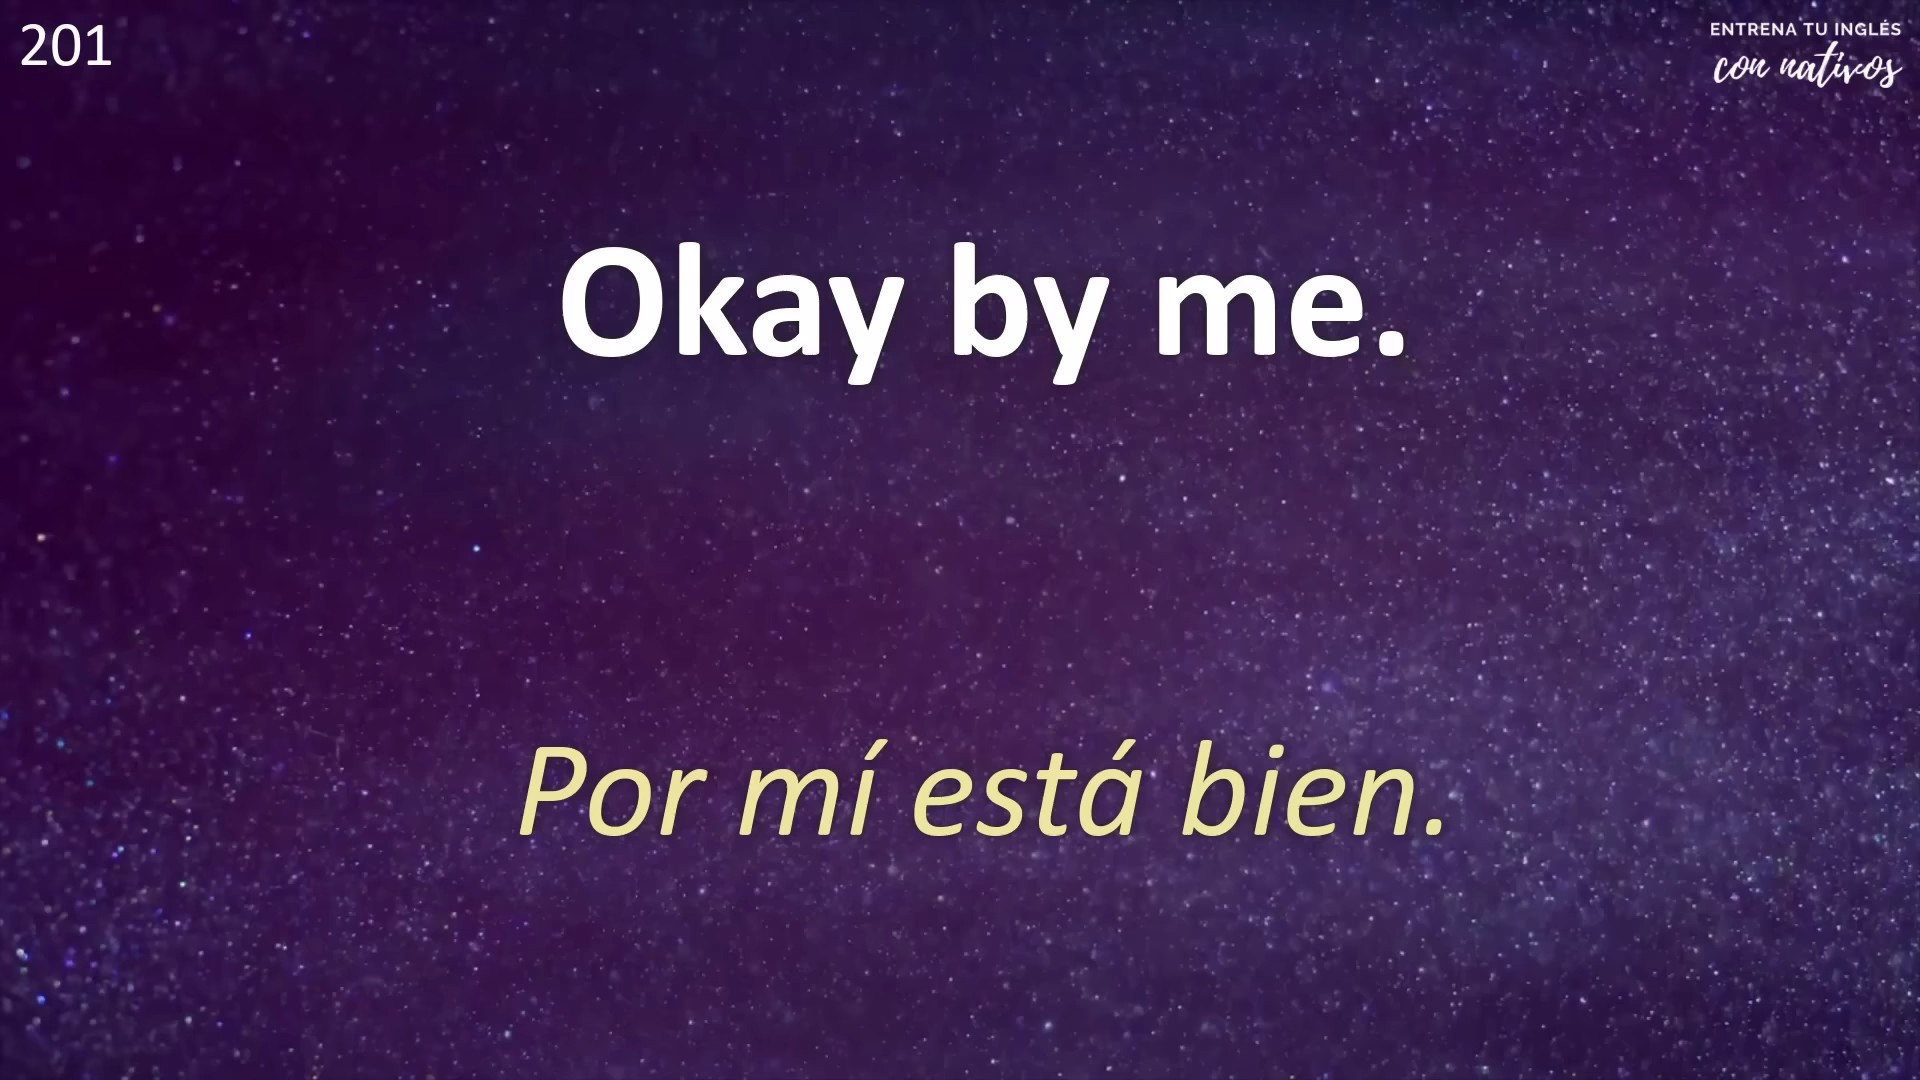 201
ENTRENA TU INGLÉS
con nativos
Okay by me.
Por mí está bien.